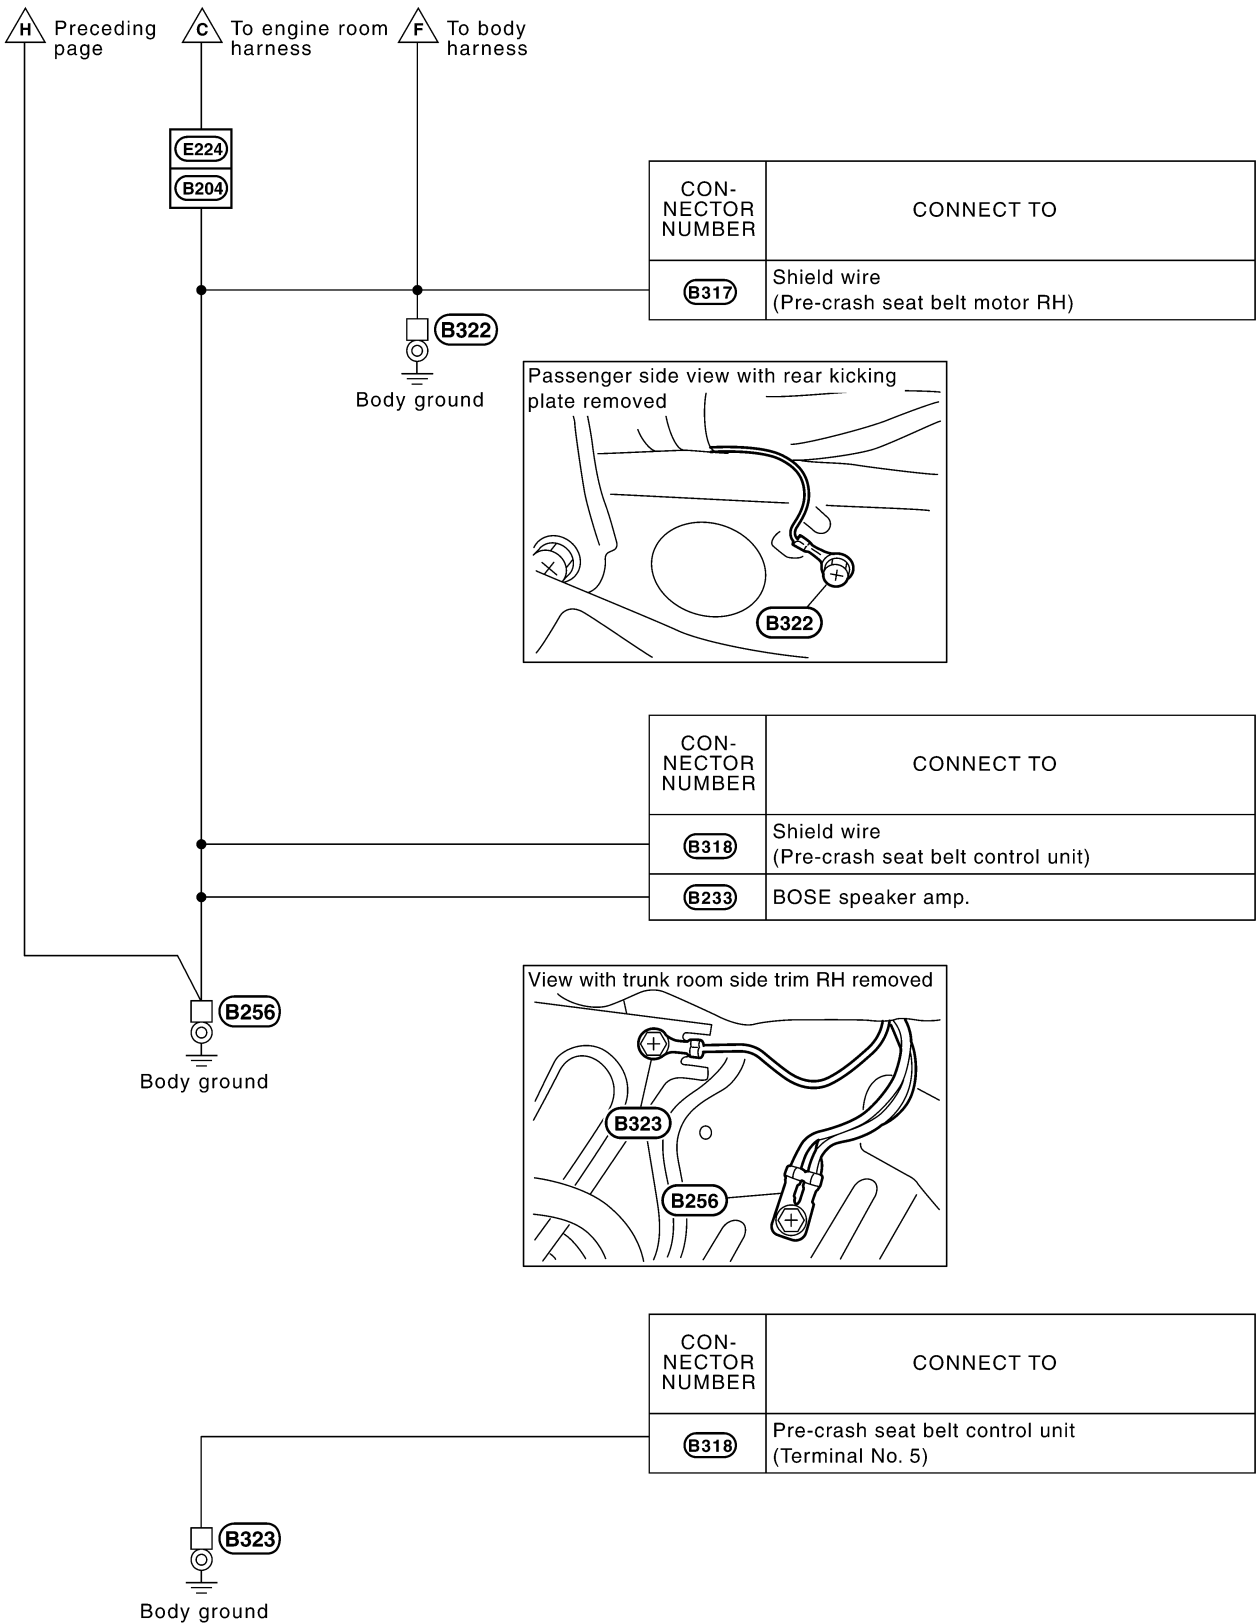 H
Preceding
page
C
To engine room
harness
F
To body
harness
E224
B204
CON-
NECTOR
NUMBER
CONNECT TO
B317
Shield wire
(Pre-crash seat belt motor RH)
B322
Body ground
Passenger side view with rear kicking
plate removed
B322
CON-
NECTOR
NUMBER
CONNECT TO
B318
Shield wire
(Pre-crash seat belt control unit)
B233
BOSE speaker amp.
B256
Body ground
View with trunk room side trim RH removed
B323
B256
CON-
NECTOR
NUMBER
CONNECT TO
B318
Pre-crash seat belt control unit
(Terminal No. 5)
B323
Body ground